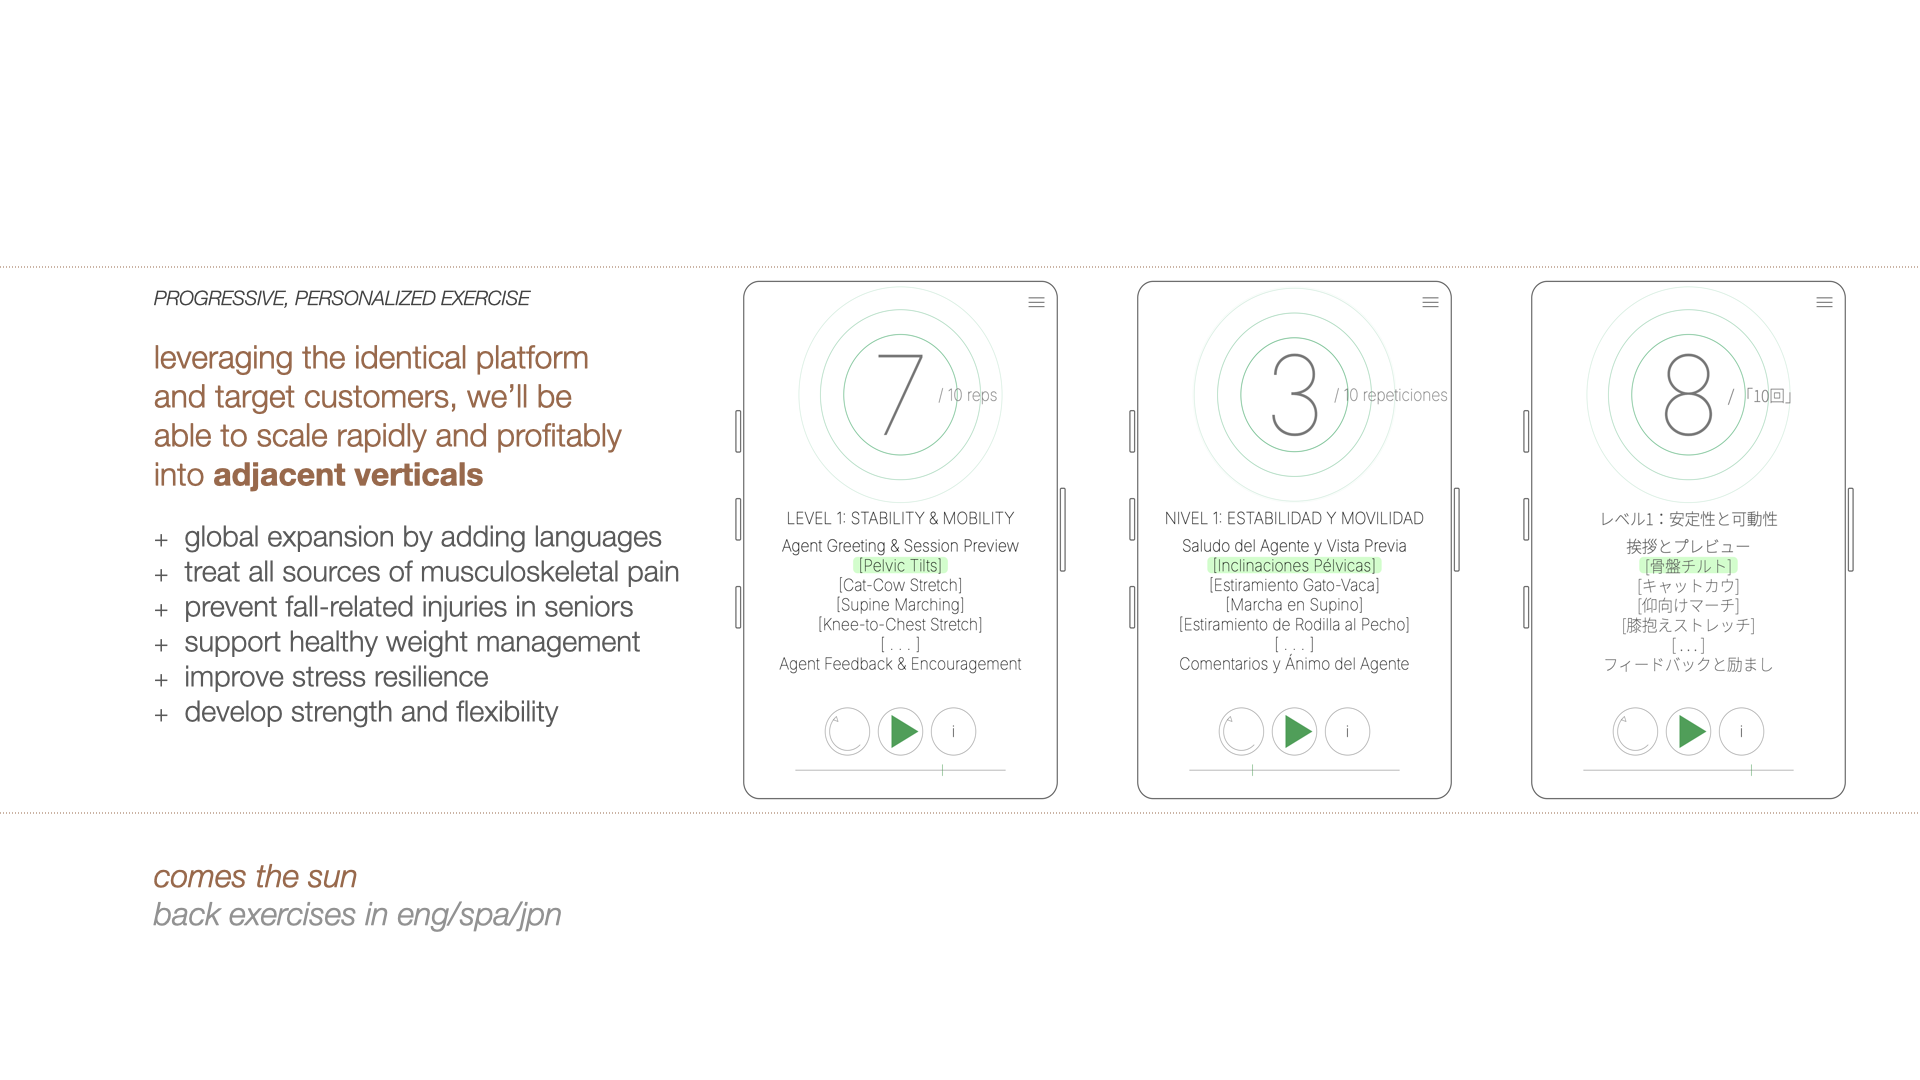 PROGRESSIVE, PERSONALIZED EXERCISE
leveraging the identical platform
and target customers, we’ll be
able to scale rapidly and profitably
into adjacent verticals
+ global expansion by adding languages
+ treat all sources of musculoskeletal pain
+ prevent fall-related injuries in seniors
+ support healthy weight management
+ improve stress resilience
+ develop strength and flexibility
7 / 10 reps
LEVEL 1: STABILITY & MOBILITY
Agent Greeting & Session Preview
[Pelvic Tilts]
[Cat-Cow Stretch]
[Supine Marching]
[Knee-to-Chest Stretch]
[ . . . ]
Agent Feedback & Encouragement
i
3 / 10 repeticiones
NIVEL 1: ESTABILIDAD Y MOVILIDAD
Saludo del Agente y Vista Previa
[Inclinaciones Pélvicas]
[Estiramiento Gato-Vaca]
[Marcha en Supino]
[Estiramiento de Rodilla al Pecho]
[ . . . ]
Comentarios y Ánimo del Agente
i
8 / 「10回」
レベル1：安定性と可動性
挨拶とプレビュー
[骨盤チルト]
[キャットカウ]
[仰向けマーチ]
[膝抱えストレッチ]
[ . . . ]
フィードバックと励まし
i
comes the sun
back exercises in eng/spa/jpn